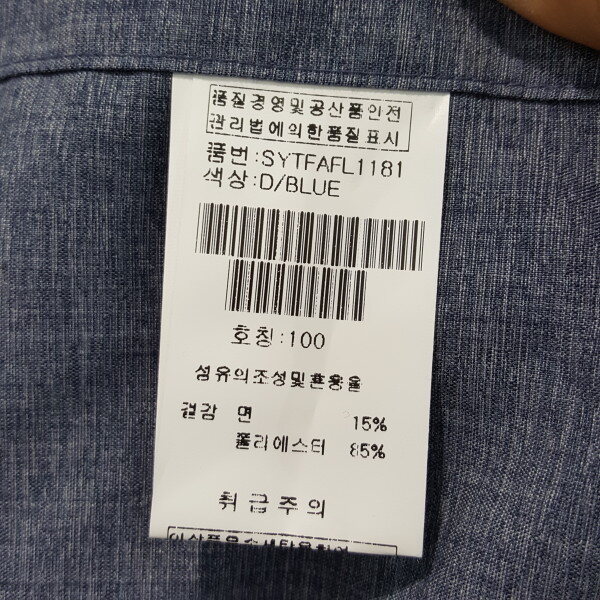 품질경영및공산품안전
관리법에의한품질표시
품번:SYTFAFL1181
색상:D/BLUE
호칭:100
섬유의조성및혼용율
겉감 면 15%
폴리에스터 85%
취급주의